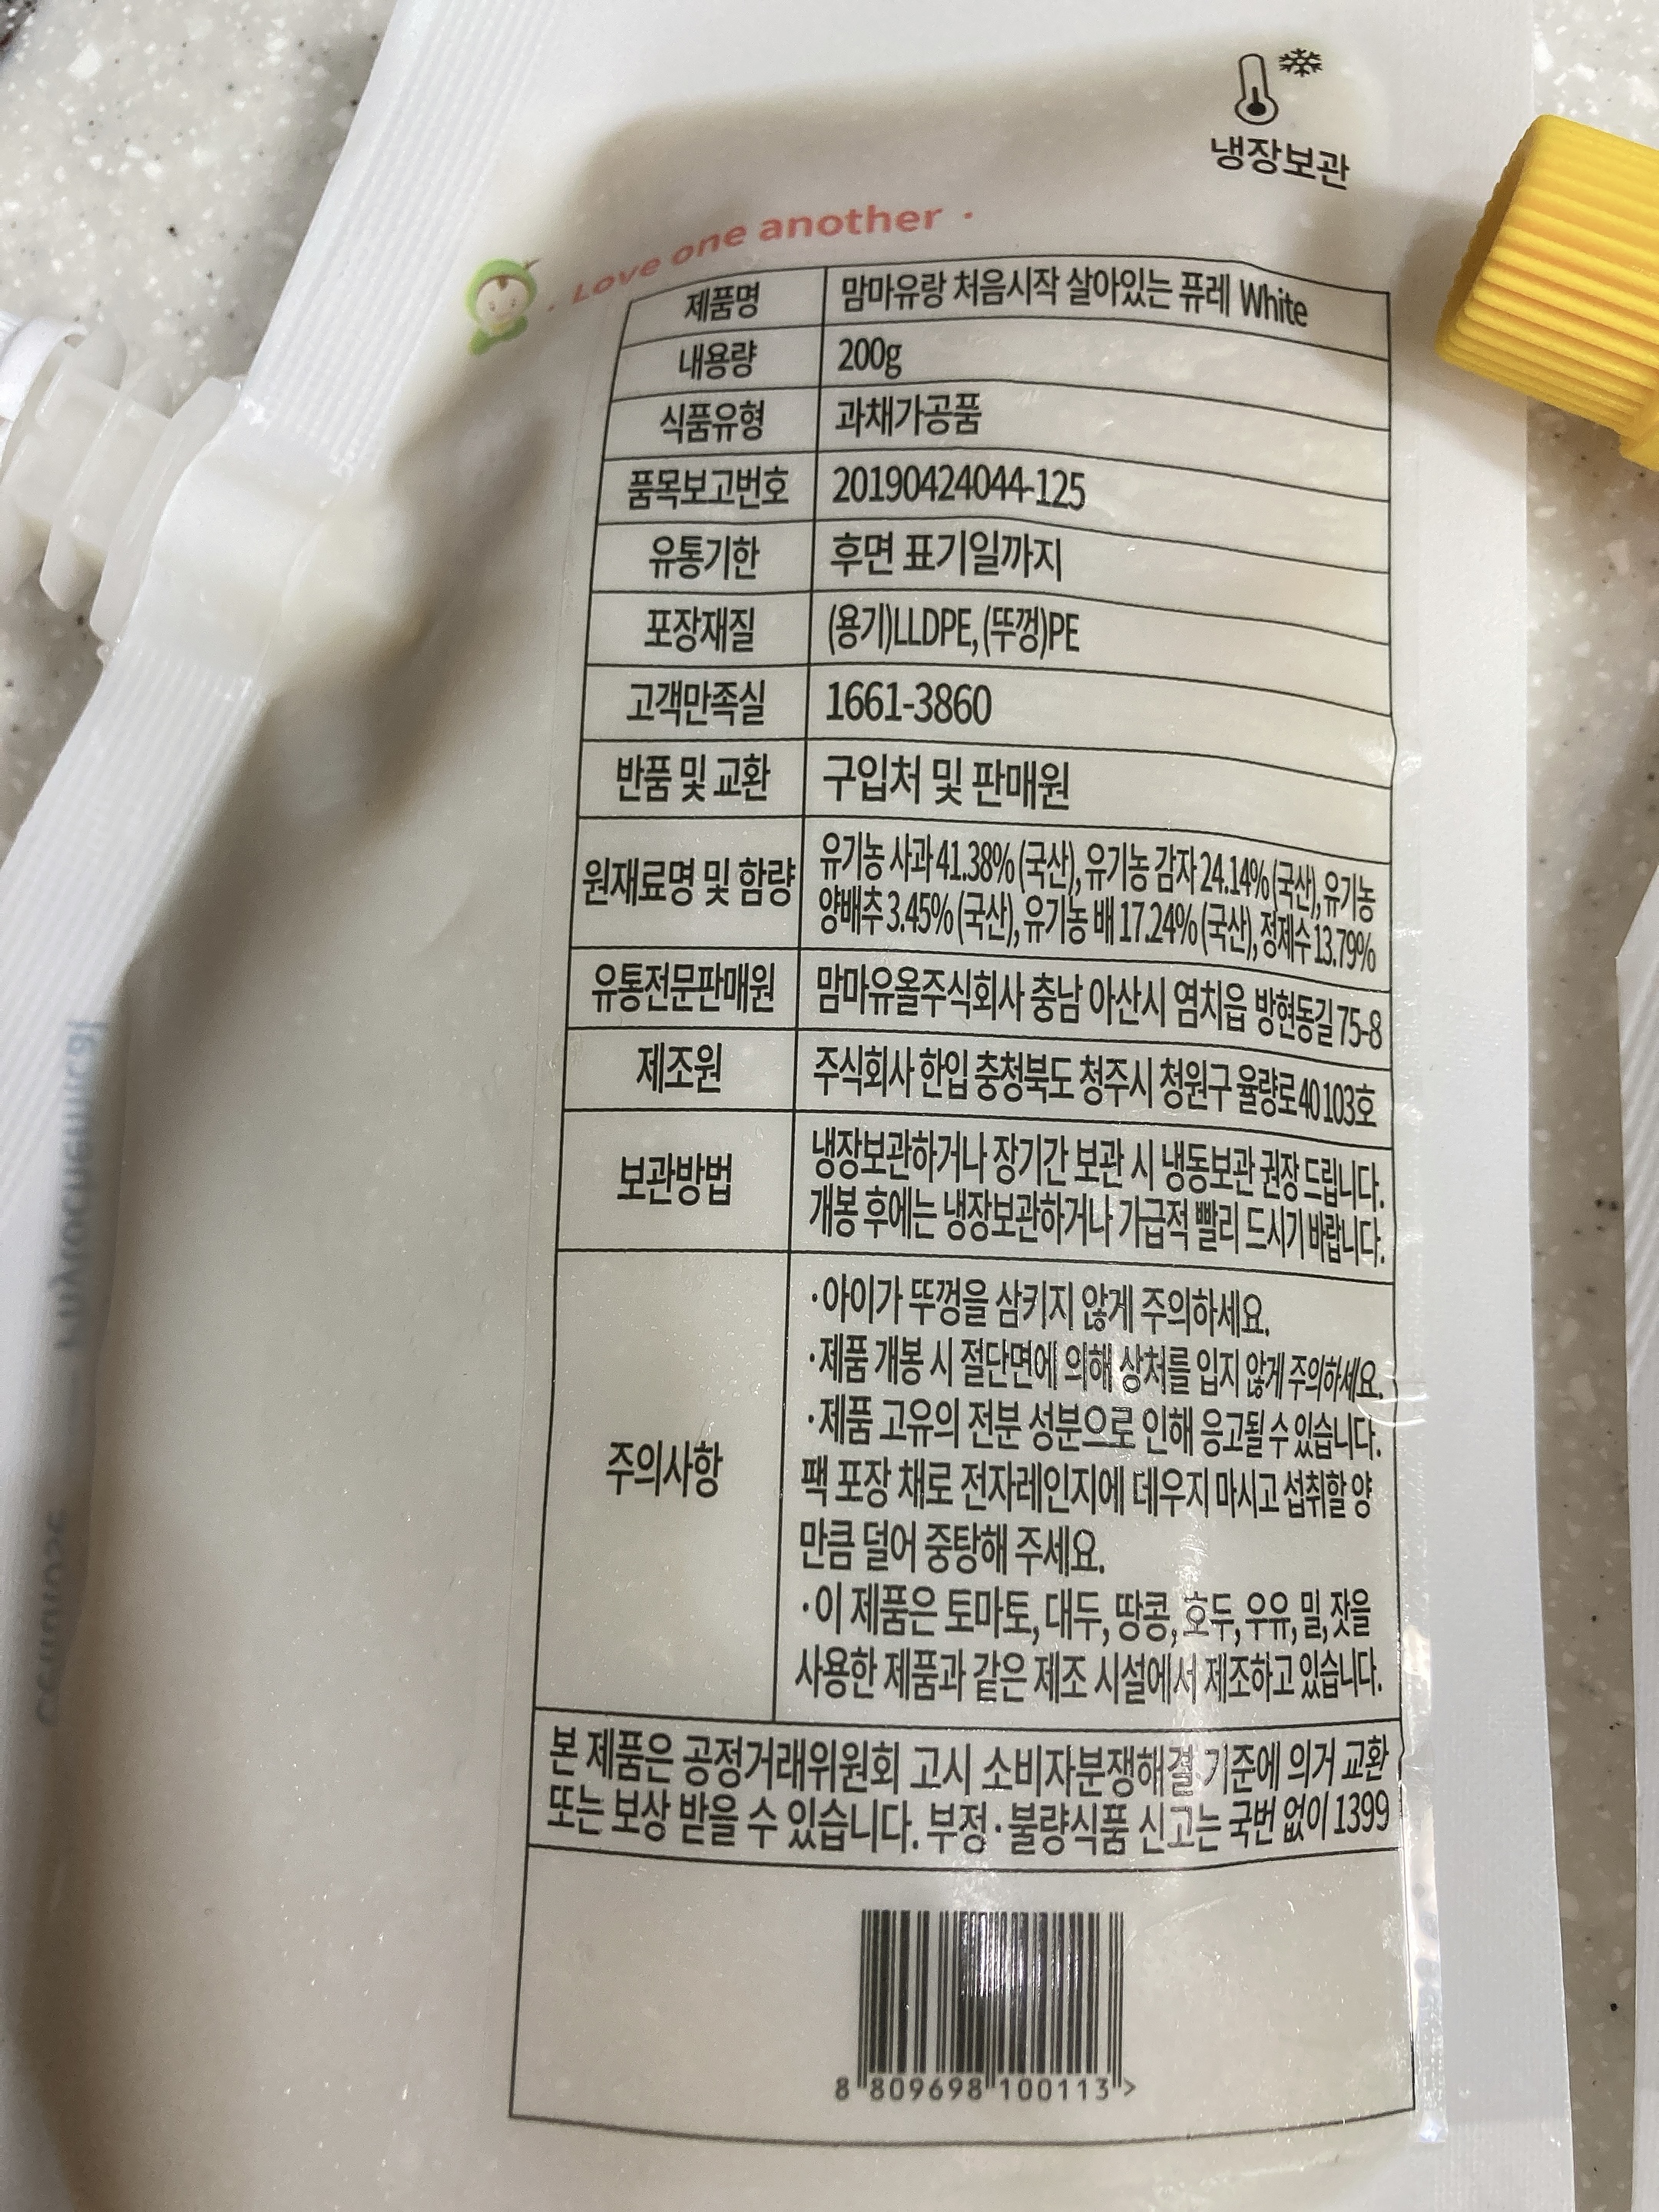 냉장보관
· Love one another ·
제품명 맘마유랑 처음시작 살아있는 퓨레 White
내용량 200g
식품유형 과채가공품
품목보고번호 20190424044-125
유통기한 후면 표기일까지
포장재질 (용기)LLDPE, (뚜껑)PE
고객만족실 1661-3860
반품 및 교환 구입처 및 판매원
원재료명 및 함량 유기농 사과 41.38% (국산), 유기농 감자 24.14% (국산), 유기농
양배추 3.45% (국산), 유기농 배 17.24% (국산), 정제수 13.79%
유통전문판매원 맘마유올주식회사 충남 아산시 염치읍 방현동길 75-8
제조원 주식회사 한입 충청북도 청주시 청원구 율량로 40 103호
보관방법 냉장보관하거나 장기간 보관 시 냉동보관 권장 드립니다.
개봉 후에는 냉장보관하거나 가급적 빨리 드시기 바랍니다.
주의사항
·아이가 뚜껑을 삼키지 않게 주의하세요.
·제품 개봉 시 절단면에 의해 상처를 입지 않게 주의하세요.
·제품 고유의 전분 성분으로 인해 응고될 수 있습니다.
팩 포장 채로 전자레인지에 데우지 마시고 섭취할 양
만큼 덜어 중탕해 주세요.
·이 제품은 토마토, 대두, 땅콩, 호두, 우유, 밀, 잣을
사용한 제품과 같은 제조 시설에서 제조하고 있습니다.
본 제품은 공정거래위원회 고시 소비자분쟁해결 기준에 의거 교환
또는 보상 받을 수 있습니다. 부정·불량식품 신고는 국번 없이 1399
8 809698 100113 >